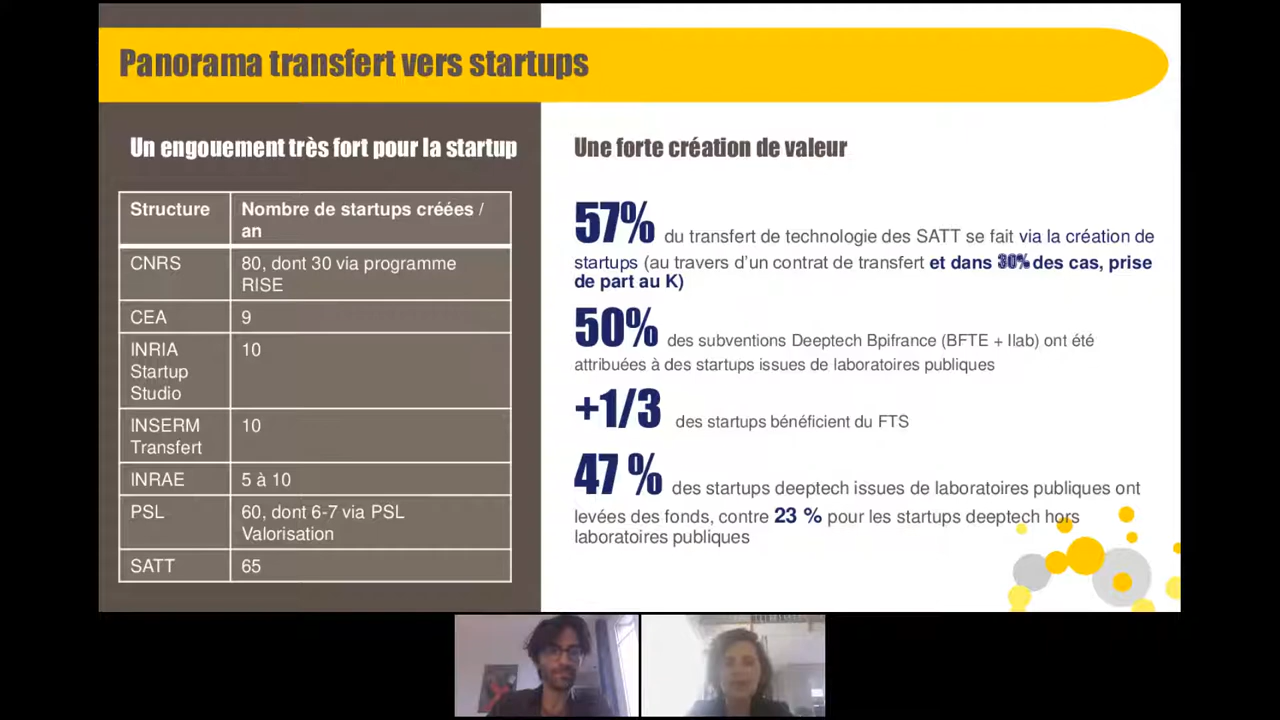 Panorama transfert vers startups
Un engouement très fort pour la startup
Structure
Nombre de startups créées /
an
CNRS
80, dont 30 via programme
RISE
CEA
9
INRIA
Startup
Studio
10
INSERM
Transfert
10
INRAE
5 à 10
PSL
60, dont 6-7 via PSL
Valorisation
SATT
65
Une forte création de valeur
57% du transfert de technologie des SATT se fait via la création de
startups (au travers d'un contrat de transfert et dans 30% des cas, prise
de part au K)
50% des subventions Deeptech Bpifrance (BFTE + Ilab) ont été
attribuées à des startups issues de laboratoires publiques
+1/3 des startups bénéficient du FTS
47 % des startups deeptech issues de laboratoires publiques ont
levées des fonds, contre 23 % pour les startups deeptech hors
laboratoires publiques